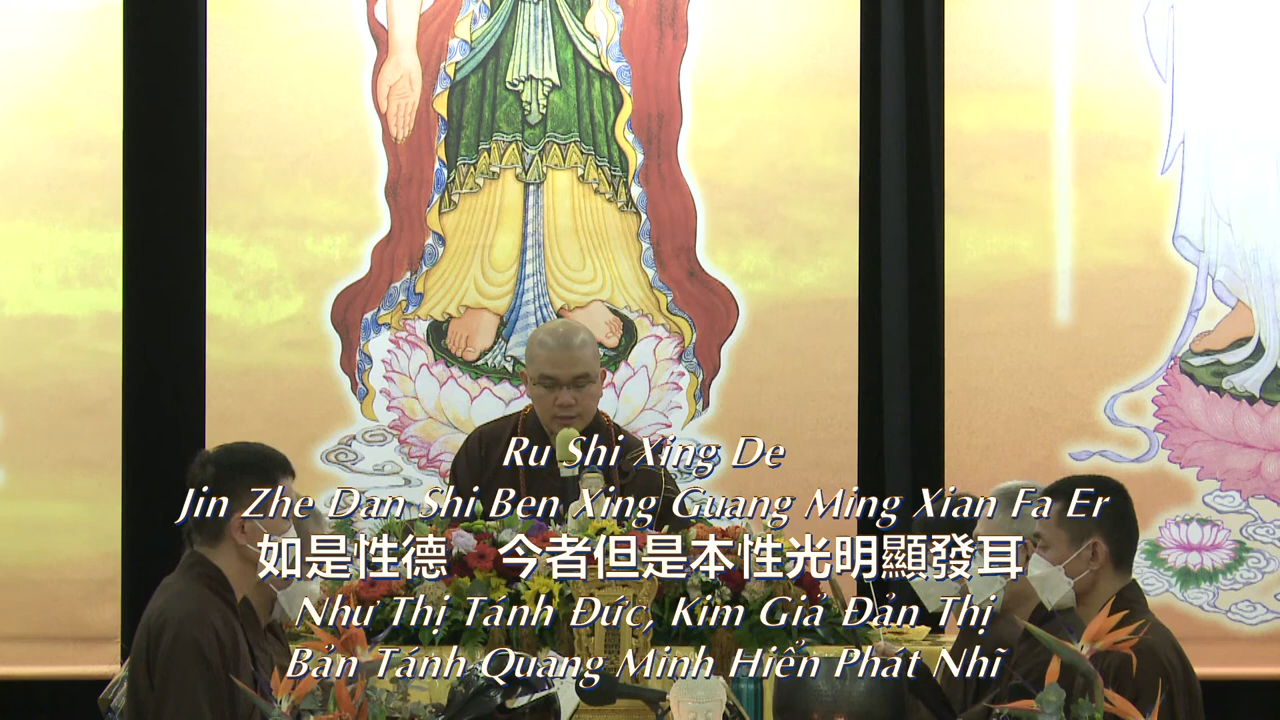 Ru Shi Xing De
Jin Zhe Dan Shi Ben Xing Guang Ming Xian Fa Er
如是性德 今者但是本性光明顯發耳
Như Thị Tánh Đức, Kim Giả Đản Thị
Bản Tánh Quang Minh Hiển Phát Nhĩ